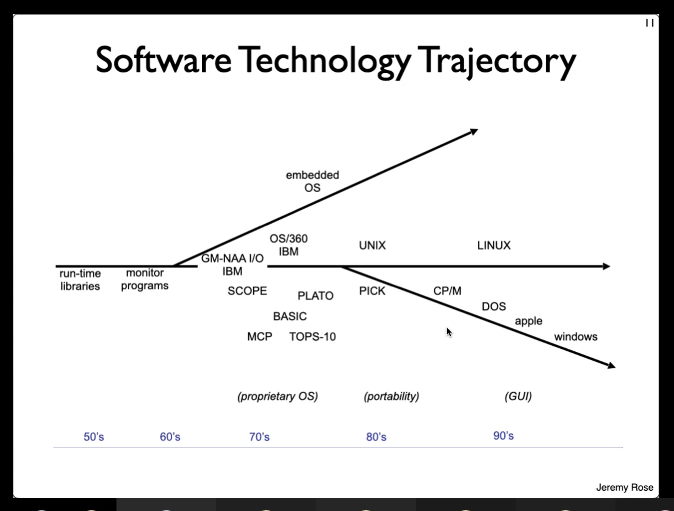 11
Software Technology Trajectory
embedded
OS
OS/360
IBM
UNIX
LINUX
GM-NAA I/O
IBM
run-time
libraries
monitor
programs
SCOPE
PLATO
PICK
CP/M
DOS
BASIC
apple
MCP
TOPS-10
windows
(proprietary OS)
(portability)
(GUI)
50's
60's
70's
80's
90's
Jeremy Rose